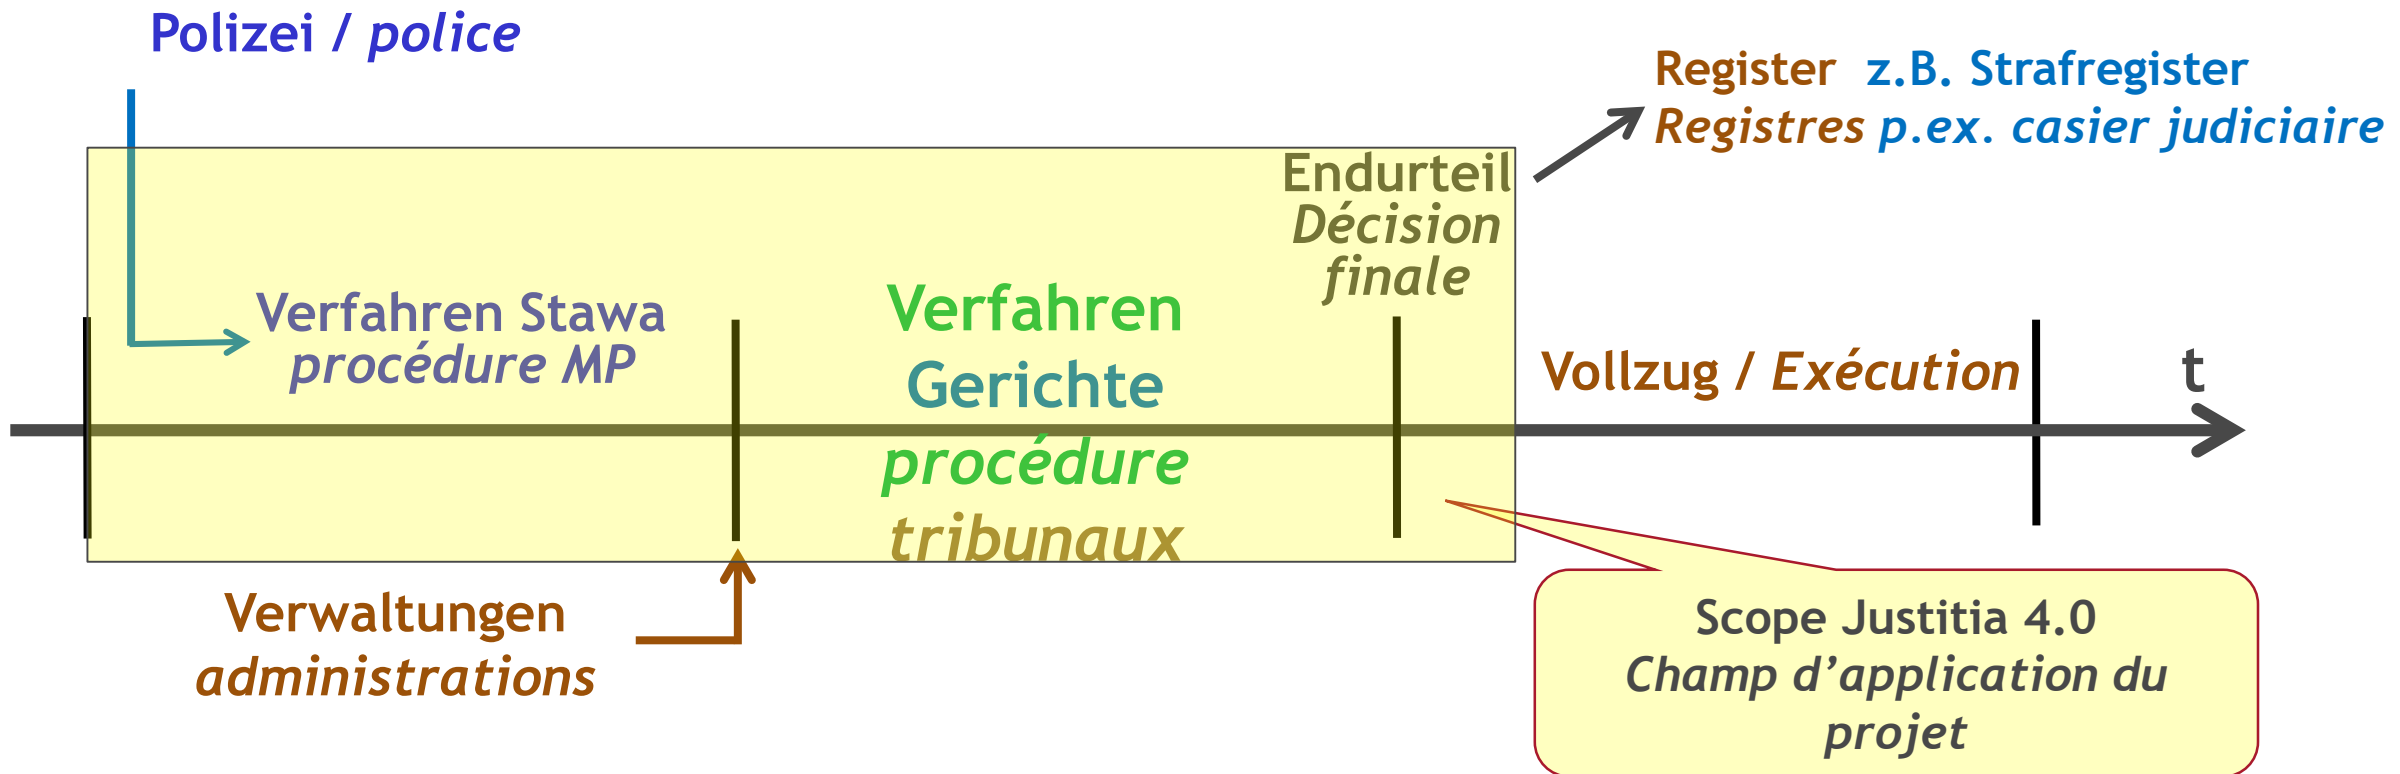 Polizei / police
Register z.B. Strafregister
Registres p.ex. casier judiciaire
Endurteil
Décision
finale
Verfahren Stawa
procédure MP
Verfahren
Gerichte
procédure
tribunaux
Vollzug / Exécution
t
Verwaltungen
administrations
Scope Justitia 4.0
Champ d’application du
projet